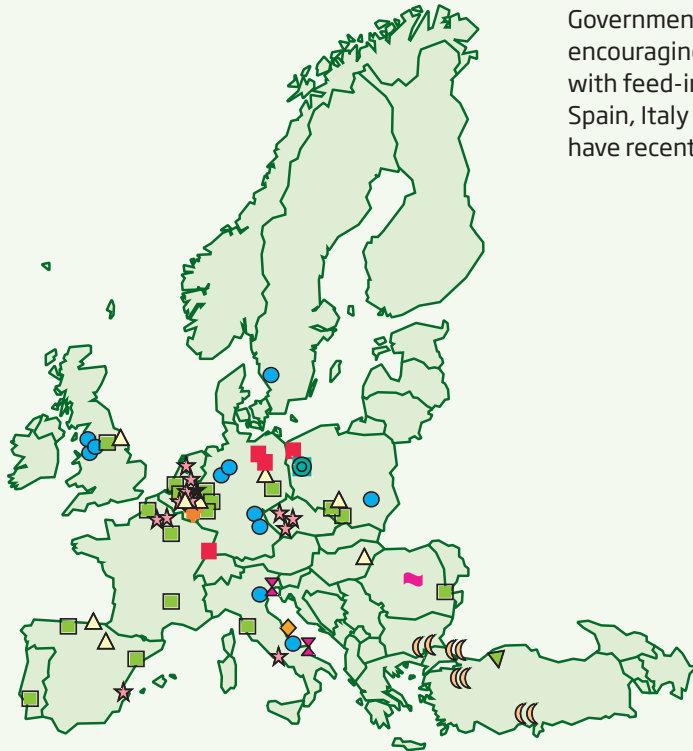 Governmen
encouragin
with feed-in
Spain, Italy
have recent